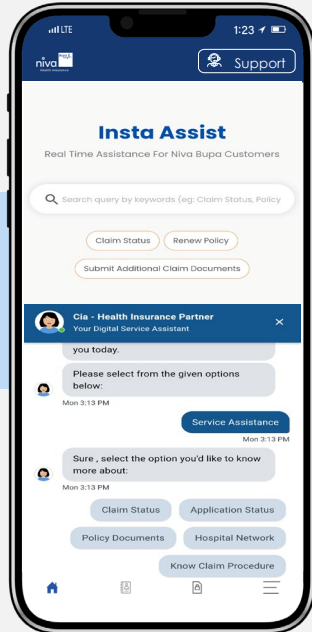 LTE
1:23
niva
Health Insurance
Support
Insta Assist
Real Time Assistance For Niva Bupa Customers
Search query by keywords (eg: Claim Status, Policy
Claim Status
Renew Policy
Submit Additional Claim Documents
Cia - Health Insurance Partner
Your Digital Service Assistant
you today.
Please select from the given options
below:
Mon 3:13 PM
Service Assistance
Mon 3:13 PM
Sure , select the option you'd like to know
more about:
Mon 3:13 PM
Claim Status
Application Status
Policy Documents
Hospital Network
Know Claim Procedure